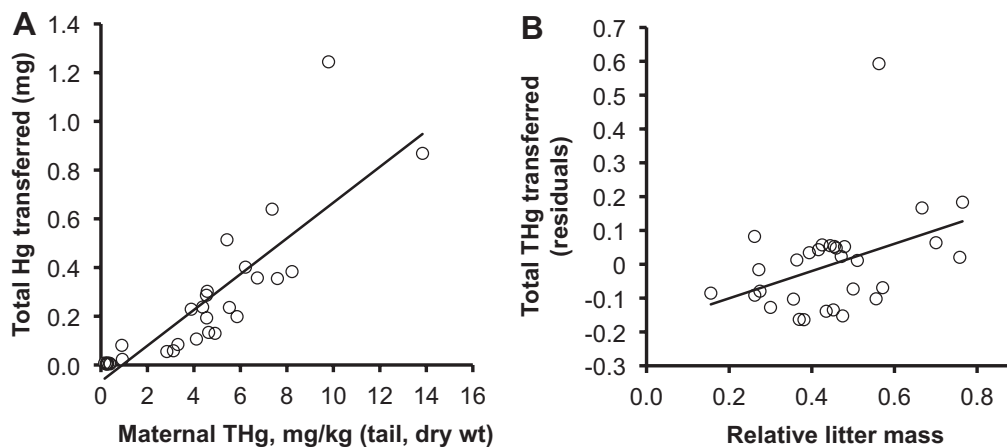 A
Total Hg transferred (mg)
1.4
1.2
1.0
0.8
0.6
0.4
0.2
0.0
0 2 4 6 8 10 12 14 16
Maternal THg, mg/kg (tail, dry wt)
B
Total THg transferred
(residuals)
0.7
0.6
0.5
0.4
0.3
0.2
0.1
0
-0.1
-0.2
-0.3
0.0 0.2 0.4 0.6 0.8
Relative litter mass